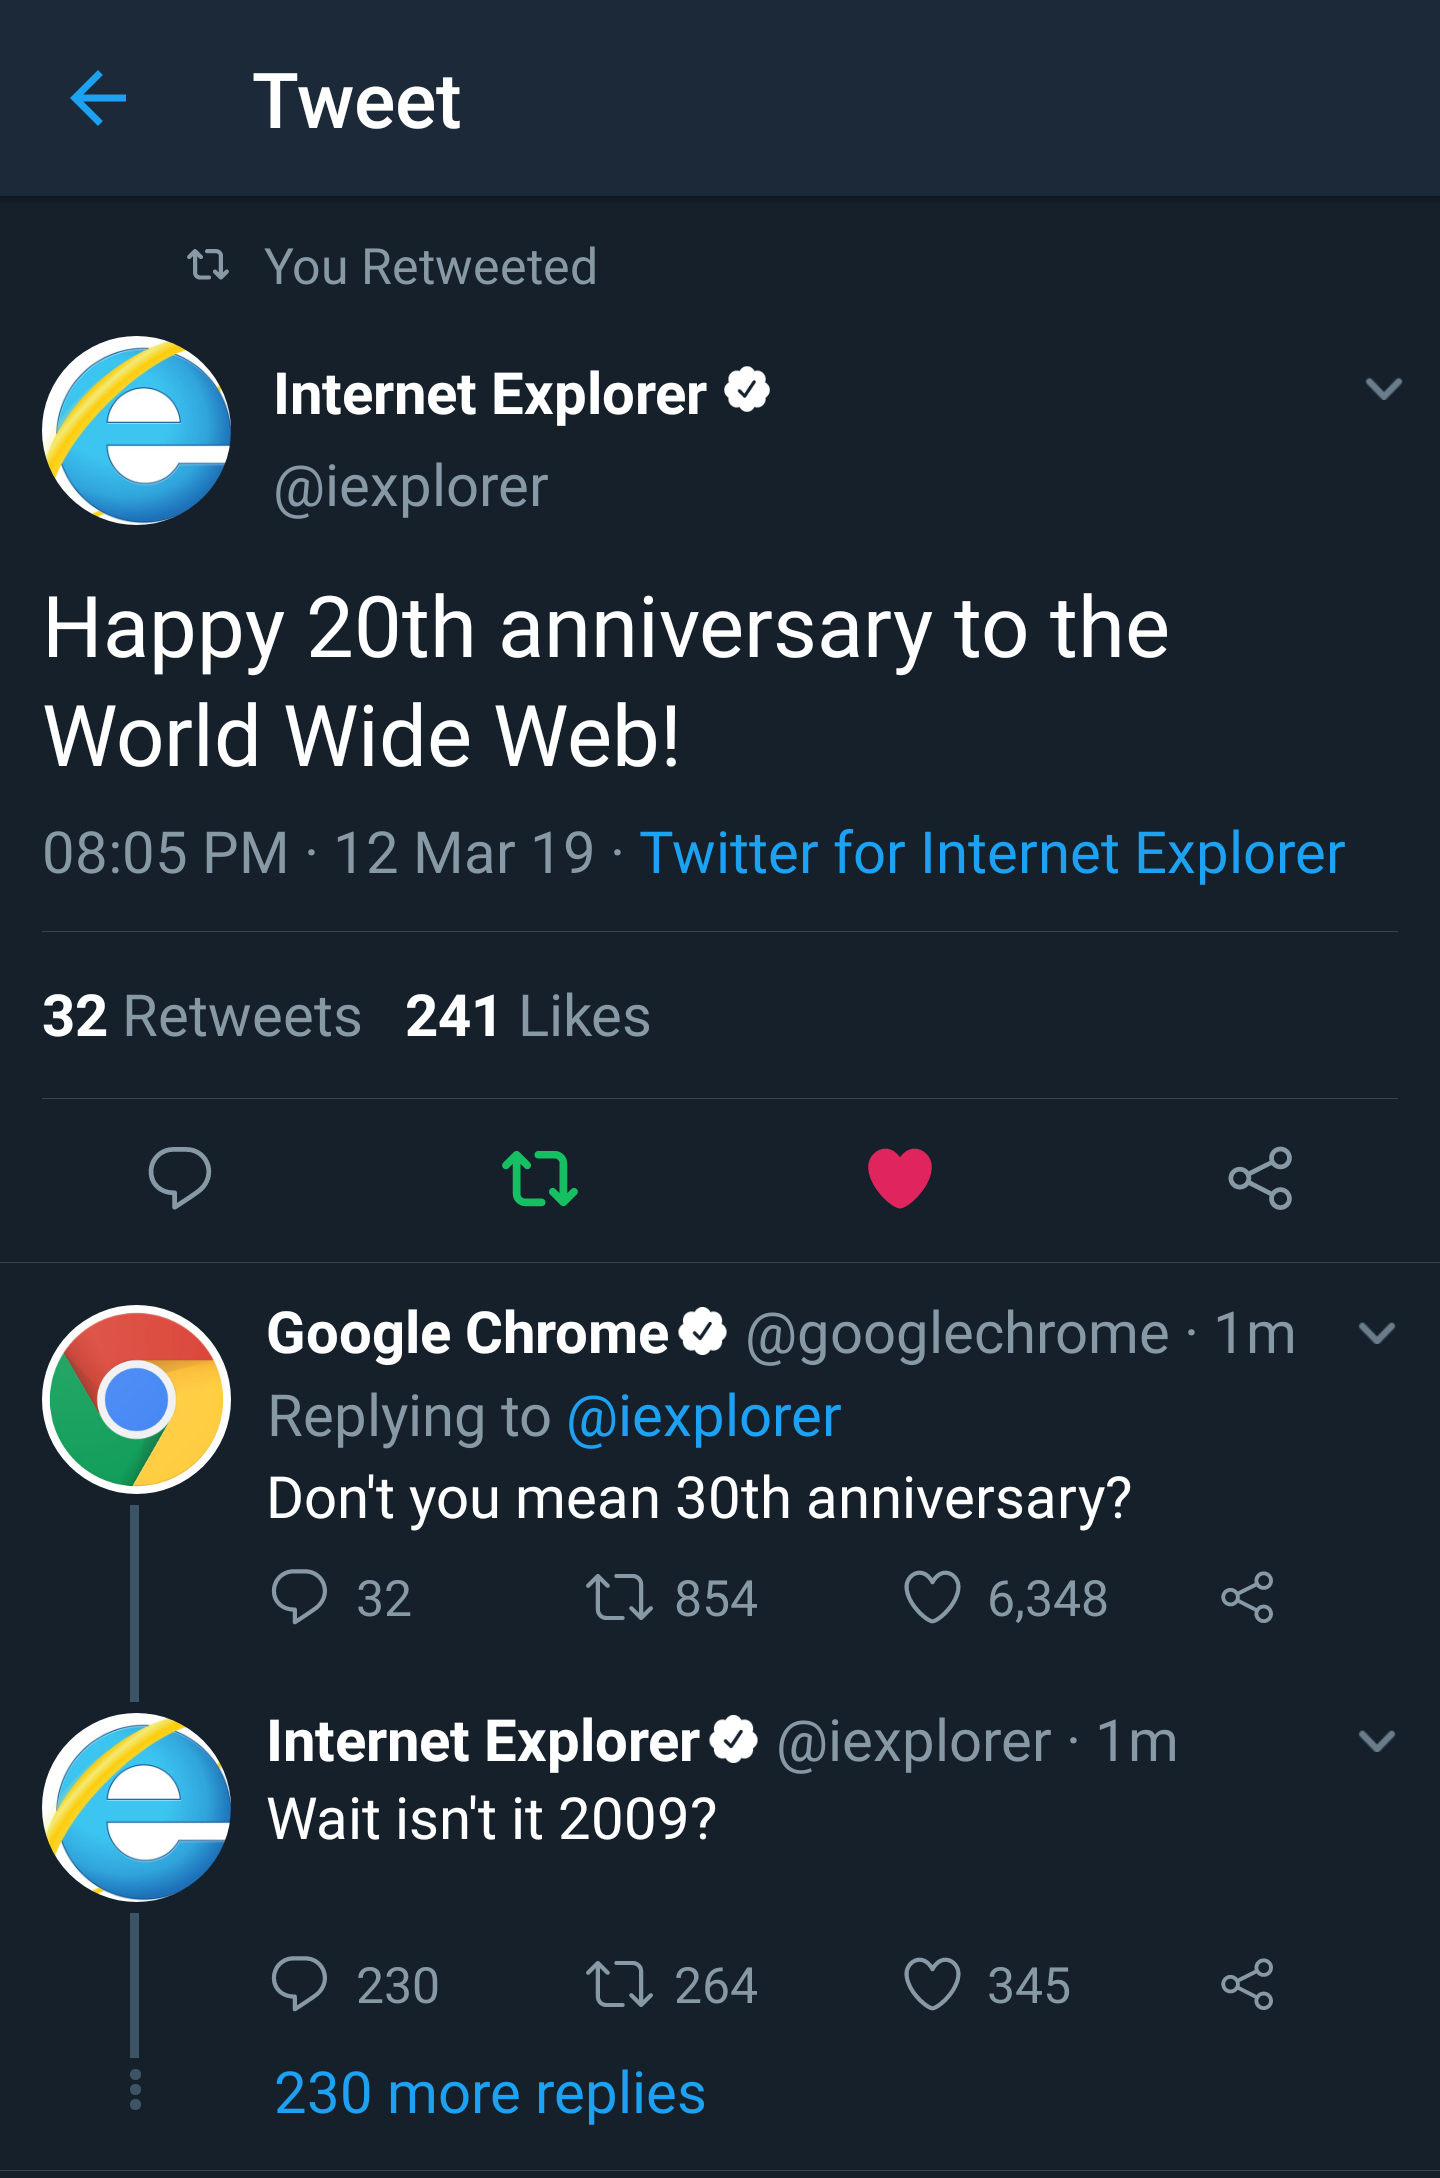 Tweet
You Retweeted
Internet Explorer
@iexplorer
Happy 20th anniversary to the
World Wide Web!
08:05 PM · 12 Mar 19 · Twitter for Internet Explorer
32 Retweets 241 Likes
Google Chrome @googlechrome · 1m
Replying to @iexplorer
Don't you mean 30th anniversary?
32 854 6,348
Internet Explorer @iexplorer · 1m
Wait isn't it 2009?
230 264 345
230 more replies